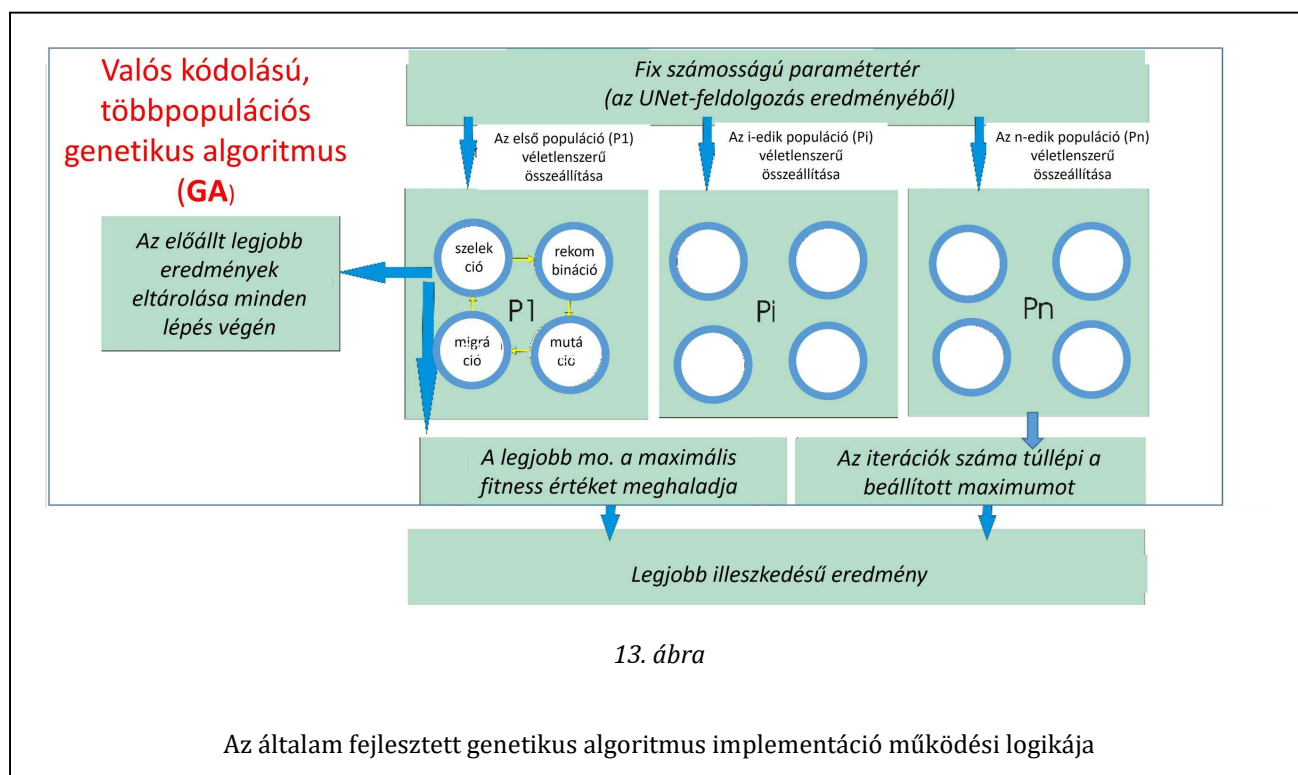 Valós kódolású,
többpopulációs
genetikus algoritmus
(GA)
Fix számosságú paramétertér
(az UNet-feldolgozás eredményéből)
Az első populáció (P1)
véletlenszerű
összeállítása
Az i-edik populáció (Pi)
véletlenszerű
összeállítása
Az n-edik populáció (Pn)
véletlenszerű
összeállítása
Az előállt legjobb
eredmények
eltárolása minden
lépés végén
szelek
ció
rekom
bináció
P1
migrá
ció
mutá
ció
Pi
Pn
A legjobb mo. a maximális
fitness értéket meghaladja
Az iterációk száma túllépi a
beállított maximumot
Legjobb illeszkedésű eredmény
13. ábra
Az általam fejlesztett genetikus algoritmus implementáció működési logikája